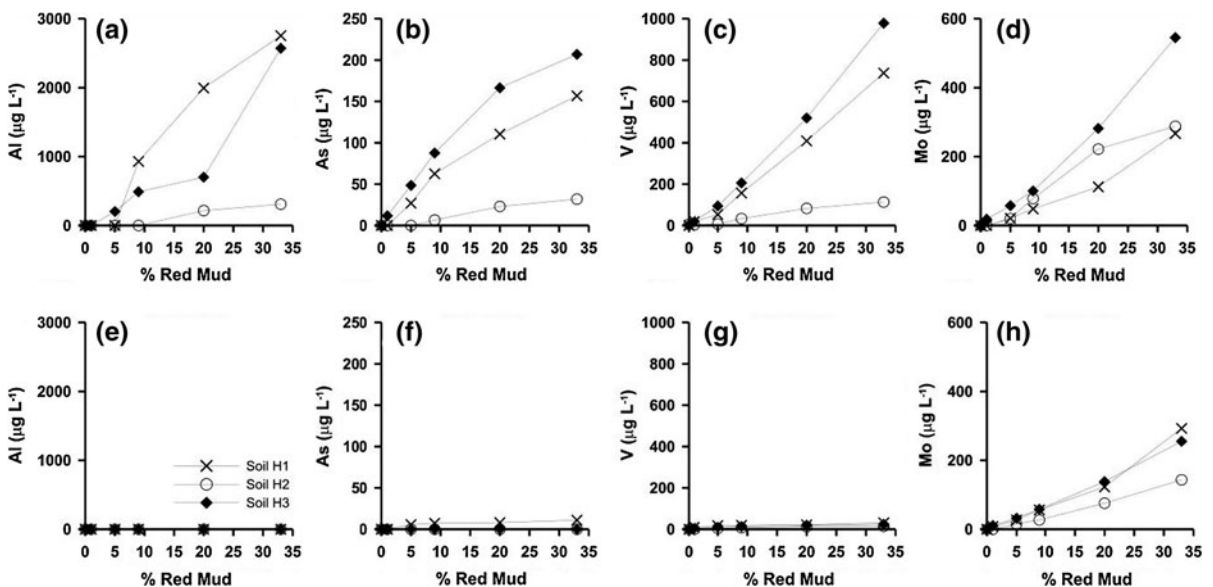 (a)
Al (µg L⁻¹)
3000
2000
1000
0
0 5 10 15 20 25 30 35
% Red Mud
(b)
As (µg L⁻¹)
250
200
150
100
50
0
0 5 10 15 20 25 30 35
% Red Mud
(c)
V (µg L⁻¹)
1000
800
600
400
200
0
0 5 10 15 20 25 30 35
% Red Mud
(d)
Mo (µg L⁻¹)
600
400
200
0
0 5 10 15 20 25 30 35
% Red Mud
(e)
Al (µg L⁻¹)
3000
2000
1000
0
Soil H1
Soil H2
Soil H3
0 5 10 15 20 25 30 35
% Red Mud
(f)
As (µg L⁻¹)
250
200
150
100
50
0
0 5 10 15 20 25 30 35
% Red Mud
(g)
V (µg L⁻¹)
1000
800
600
400
200
0
0 5 10 15 20 25 30 35
% Red Mud
(h)
Mo (µg L⁻¹)
600
400
200
0
0 5 10 15 20 25 30 35
% Red Mud